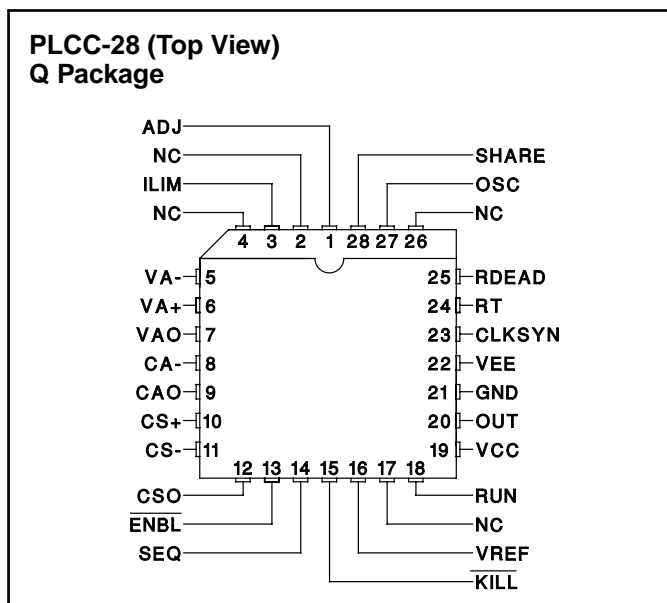 PLCC-28 (Top View)
Q Package
ADJ
NC
ILIM
NC
SHARE
OSC
NC
4 3 2 1 28 27 26
VA- 5
VA+ 6
VAO 7
CA- 8
CAO 9
CS+ 10
CS- 11
25 RDEAD
24 RT
23 CLKSYN
22 VEE
21 GND
20 OUT
19 VCC
12 13 14 15 16 17 18
CSO
ENBL
SEQ
RUN
NC
VREF
KILL